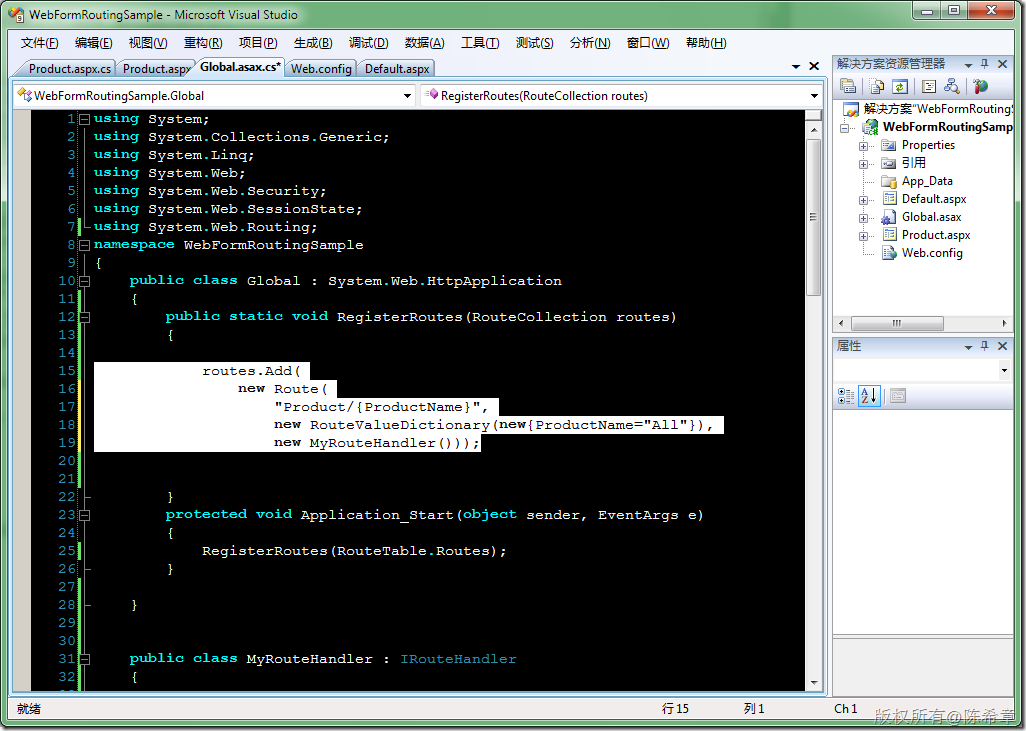 WebFormRoutingSample - Microsoft Visual Studio
文件(F) 编辑(E) 视图(V) 重构(R) 项目(P) 生成(B) 调试(D) 数据(A) 工具(T) 测试(S) 分析(N) 窗口(W) 帮助(H)
Product.aspx.cs Product.aspx Global.asax.cs* Web.config Default.aspx
WebFormRoutingSample.Global RegisterRoutes(RouteCollection routes)
1 using System;
2 using System.Collections.Generic;
3 using System.Linq;
4 using System.Web;
5 using System.Web.Security;
6 using System.Web.SessionState;
7 using System.Web.Routing;
8 namespace WebFormRoutingSample
9 {
10 public class Global : System.Web.HttpApplication
11 {
12 public static void RegisterRoutes(RouteCollection routes)
13 {
14
15 routes.Add(
16 new Route(
17 "Product/{ProductName}",
18 new RouteValueDictionary(new{ProductName="All"}),
19 new MyRouteHandler()));
20
21
22 }
23 protected void Application_Start(object sender, EventArgs e)
24 {
25 RegisterRoutes(RouteTable.Routes);
26 }
27
28 }
29
30
31 public class MyRouteHandler : IRouteHandler
32 {
解决方案资源管理器
解决方案"WebFormRoutingS
WebFormRoutingSamp
Properties
引用
App_Data
Default.aspx
Global.asax
Product.aspx
Web.config
属性
就绪 行 15 列 1 Ch 1
版权所有@陈希章